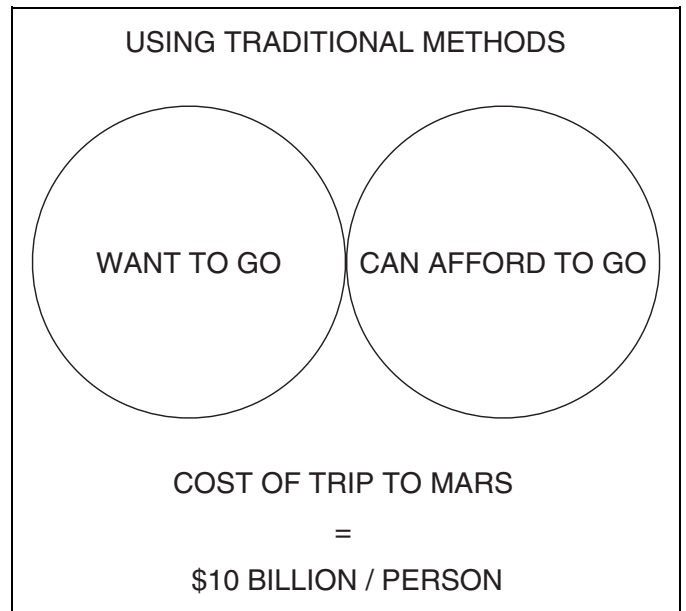 USING TRADITIONAL METHODS
WANT TO GO
CAN AFFORD TO GO
COST OF TRIP TO MARS
=
$10 BILLION / PERSON